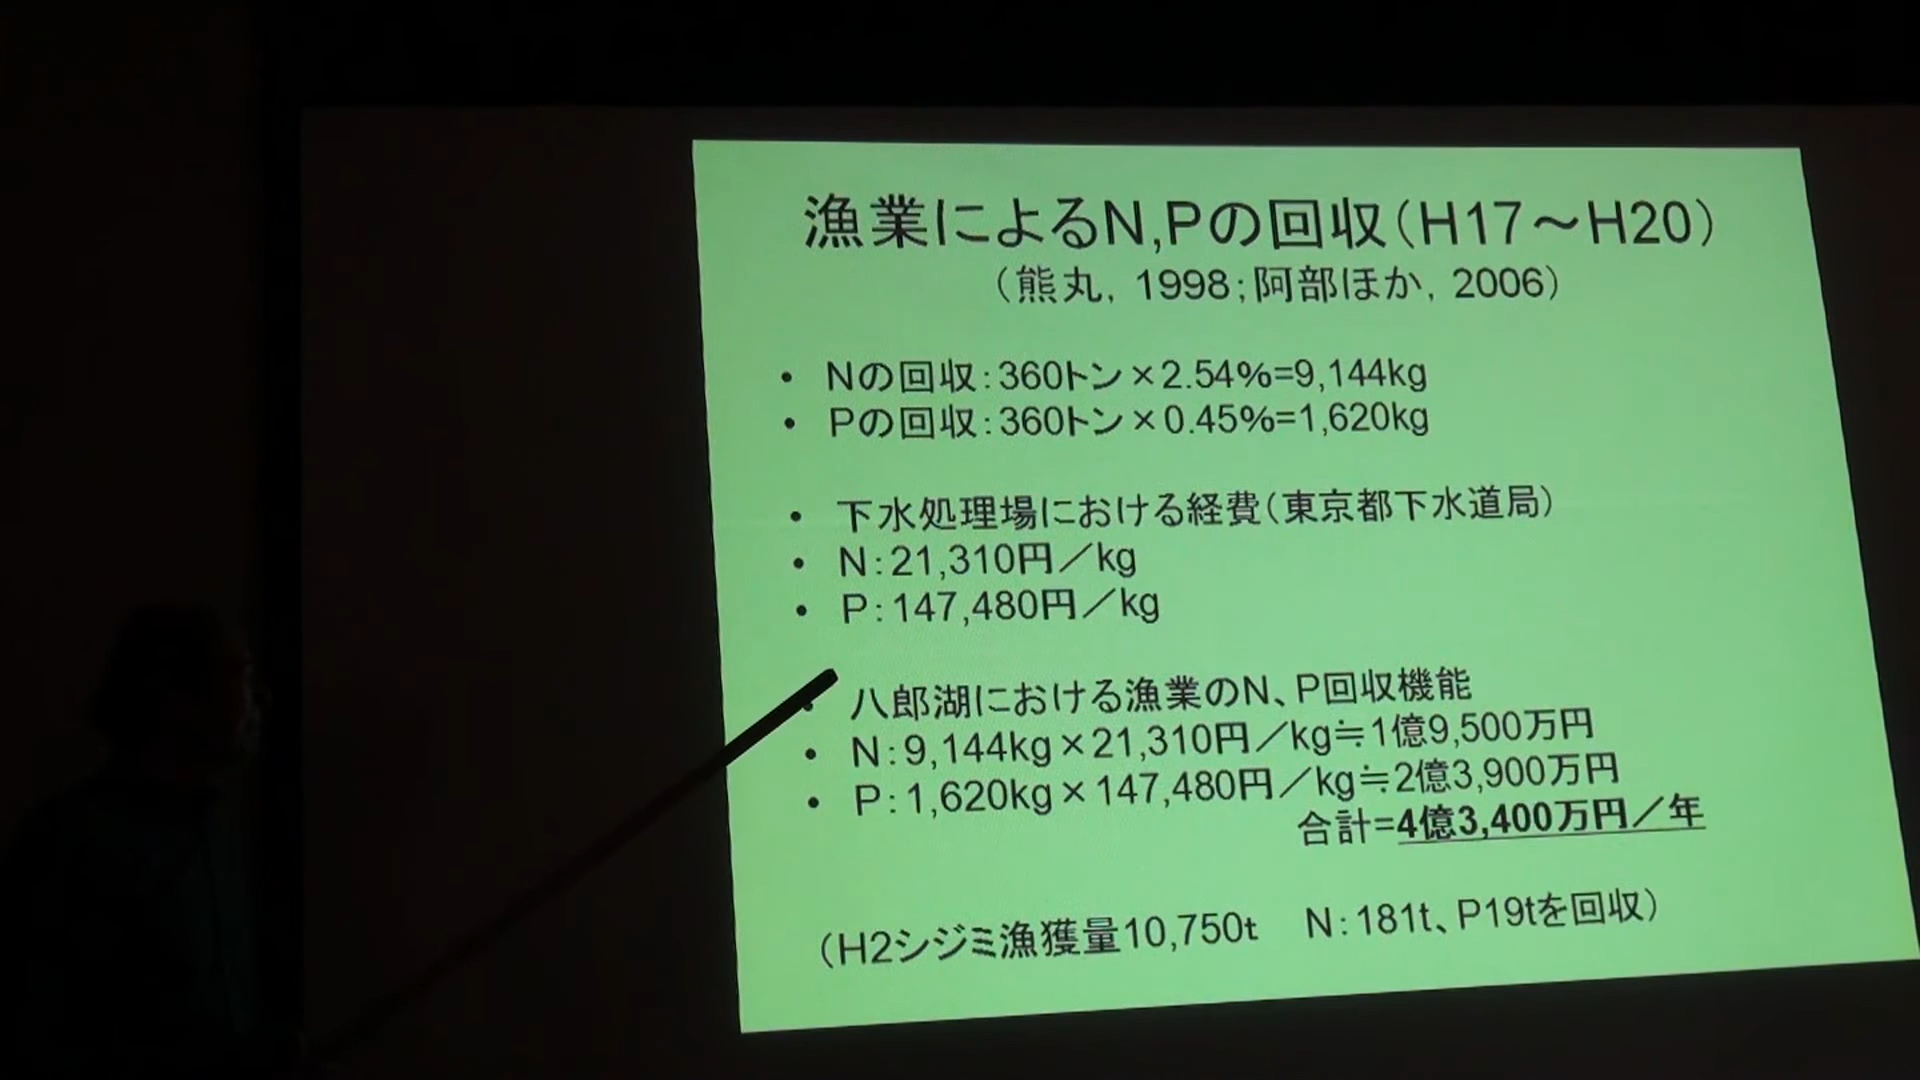 漁業によるN,Pの回収(H17～H20)
(熊丸, 1998;阿部ほか, 2006)
• Nの回収:360トン×2.54%=9,144kg
• Pの回収:360トン×0.45%=1,620kg
• 下水処理場における経費(東京都下水道局)
• N:21,310円／kg
• P:147,480円／kg
• 八郎湖における漁業のN、P回収機能
• N:9,144kg×21,310円／kg≒1億9,500万円
• P:1,620kg×147,480円／kg≒2億3,900万円
合計=4億3,400万円／年
(H2シジミ漁獲量10,750t N:181t、P19tを回収)